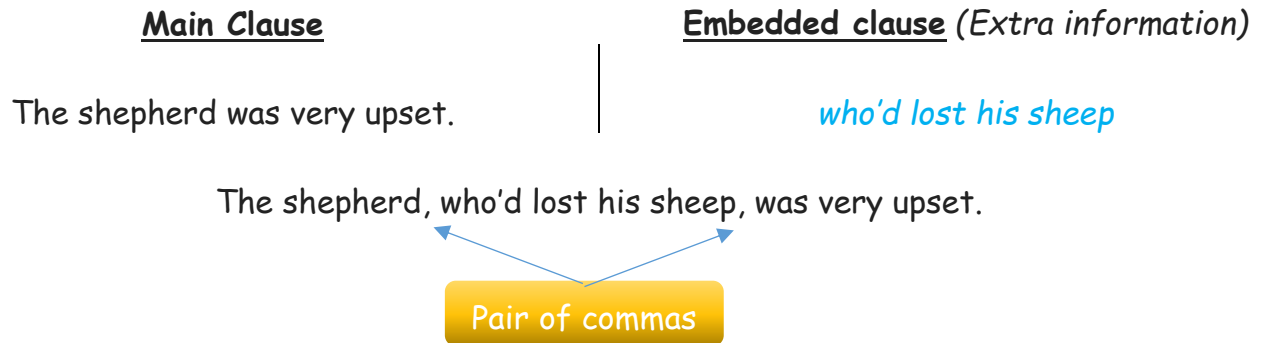 Main Clause Embedded clause (Extra information)
The shepherd was very upset. who'd lost his sheep
The shepherd, who'd lost his sheep, was very upset.
Pair of commas